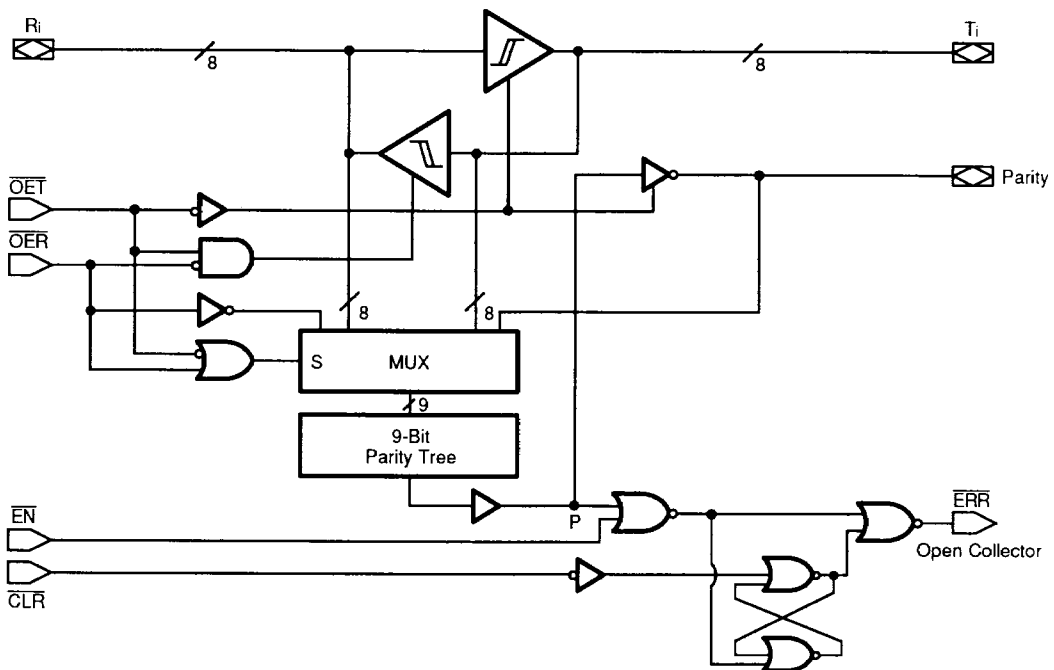 Ri
Ti
8
8
OET
Parity
OER
8
8
S
MUX
9
9-Bit
Parity Tree
EN
P
ERR
Open Collector
CLR